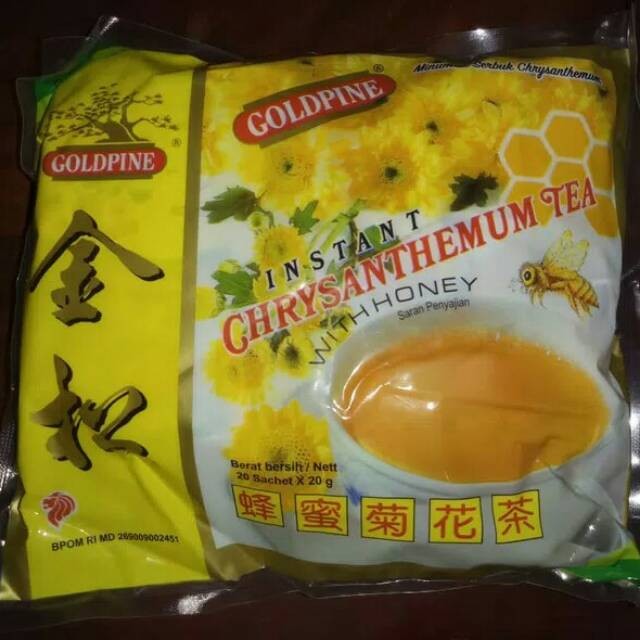 Minuman Serbuk Chrysanthemum
GOLDPINE®
GOLDPINE®
金松
INSTANT
CHRYSANTHEMUM TEA
WITH HONEY
Saran Penyajian
Berat bersih / Nett
20 Sachet X 20 g
蜂蜜菊花茶
BPOM RI MD 269009002451